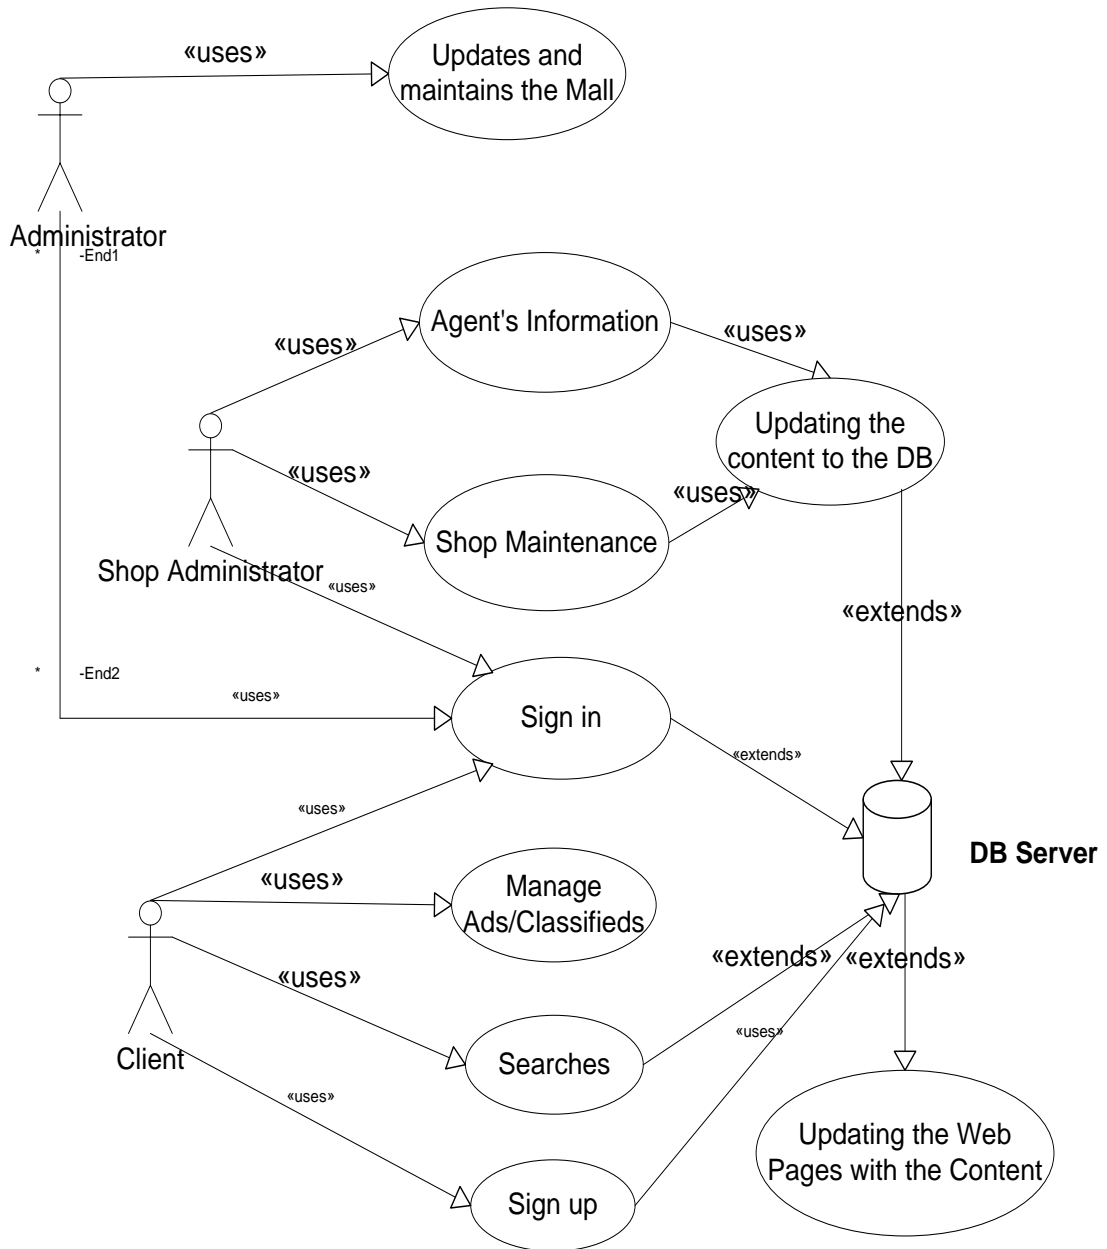 «uses»
Updates and
maintains the Mall
Administrator
* -End1
Agent's Information
«uses»
«uses»
Updating the
content to the DB
«uses»
«uses»
Shop Maintenance
Shop Administrator
«uses»
«extends»
* -End2
«uses»
Sign in
«extends»
«uses»
DB Server
«uses»
Manage
Ads/Classifieds
«extends»
«extends»
«uses»
«uses»
Client
Searches
«uses»
Updating the Web
Pages with the Content
Sign up